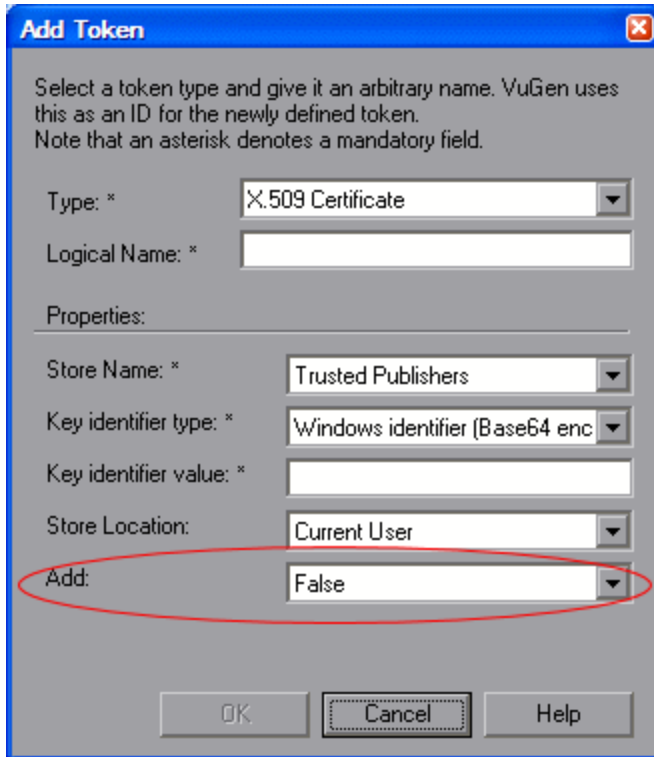 Add Token
Select a token type and give it an arbitrary name. VuGen uses
this as an ID for the newly defined token.
Note that an asterisk denotes a mandatory field.
Type: * X.509 Certificate
Logical Name: *
Properties:
Store Name: * Trusted Publishers
Key identifier type: * Windows identifier (Base64 enc
Key identifier value: *
Store Location: Current User
Add: False
OK Cancel Help